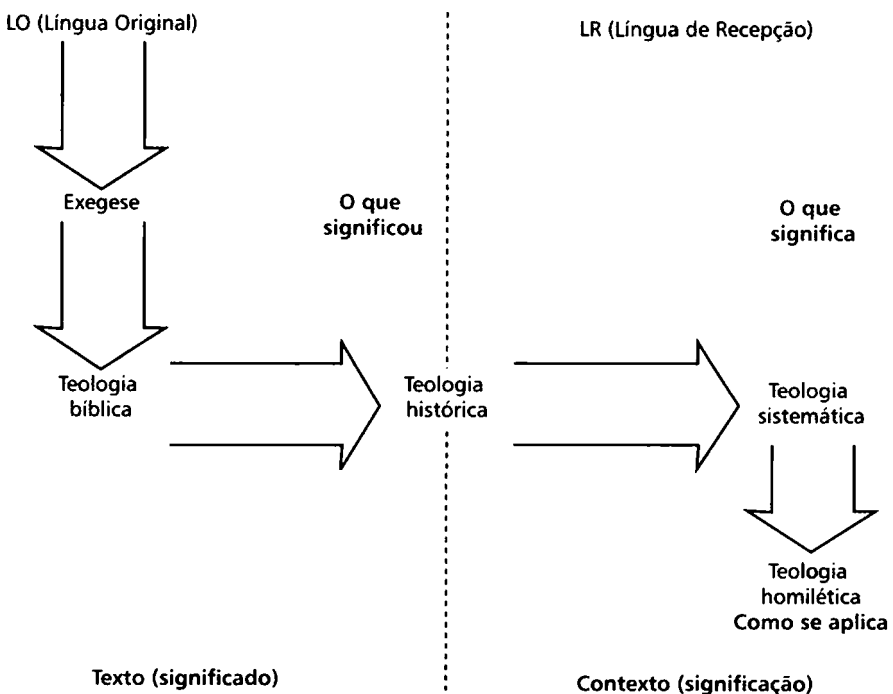 LO (Língua Original)
LR (Língua de Recepção)
Exegese
O que
significou
O que
significa
Teologia
bíblica
Teologia
histórica
Teologia
sistemática
Teologia
homilética
Como se aplica
Texto (significado)
Contexto (significação)